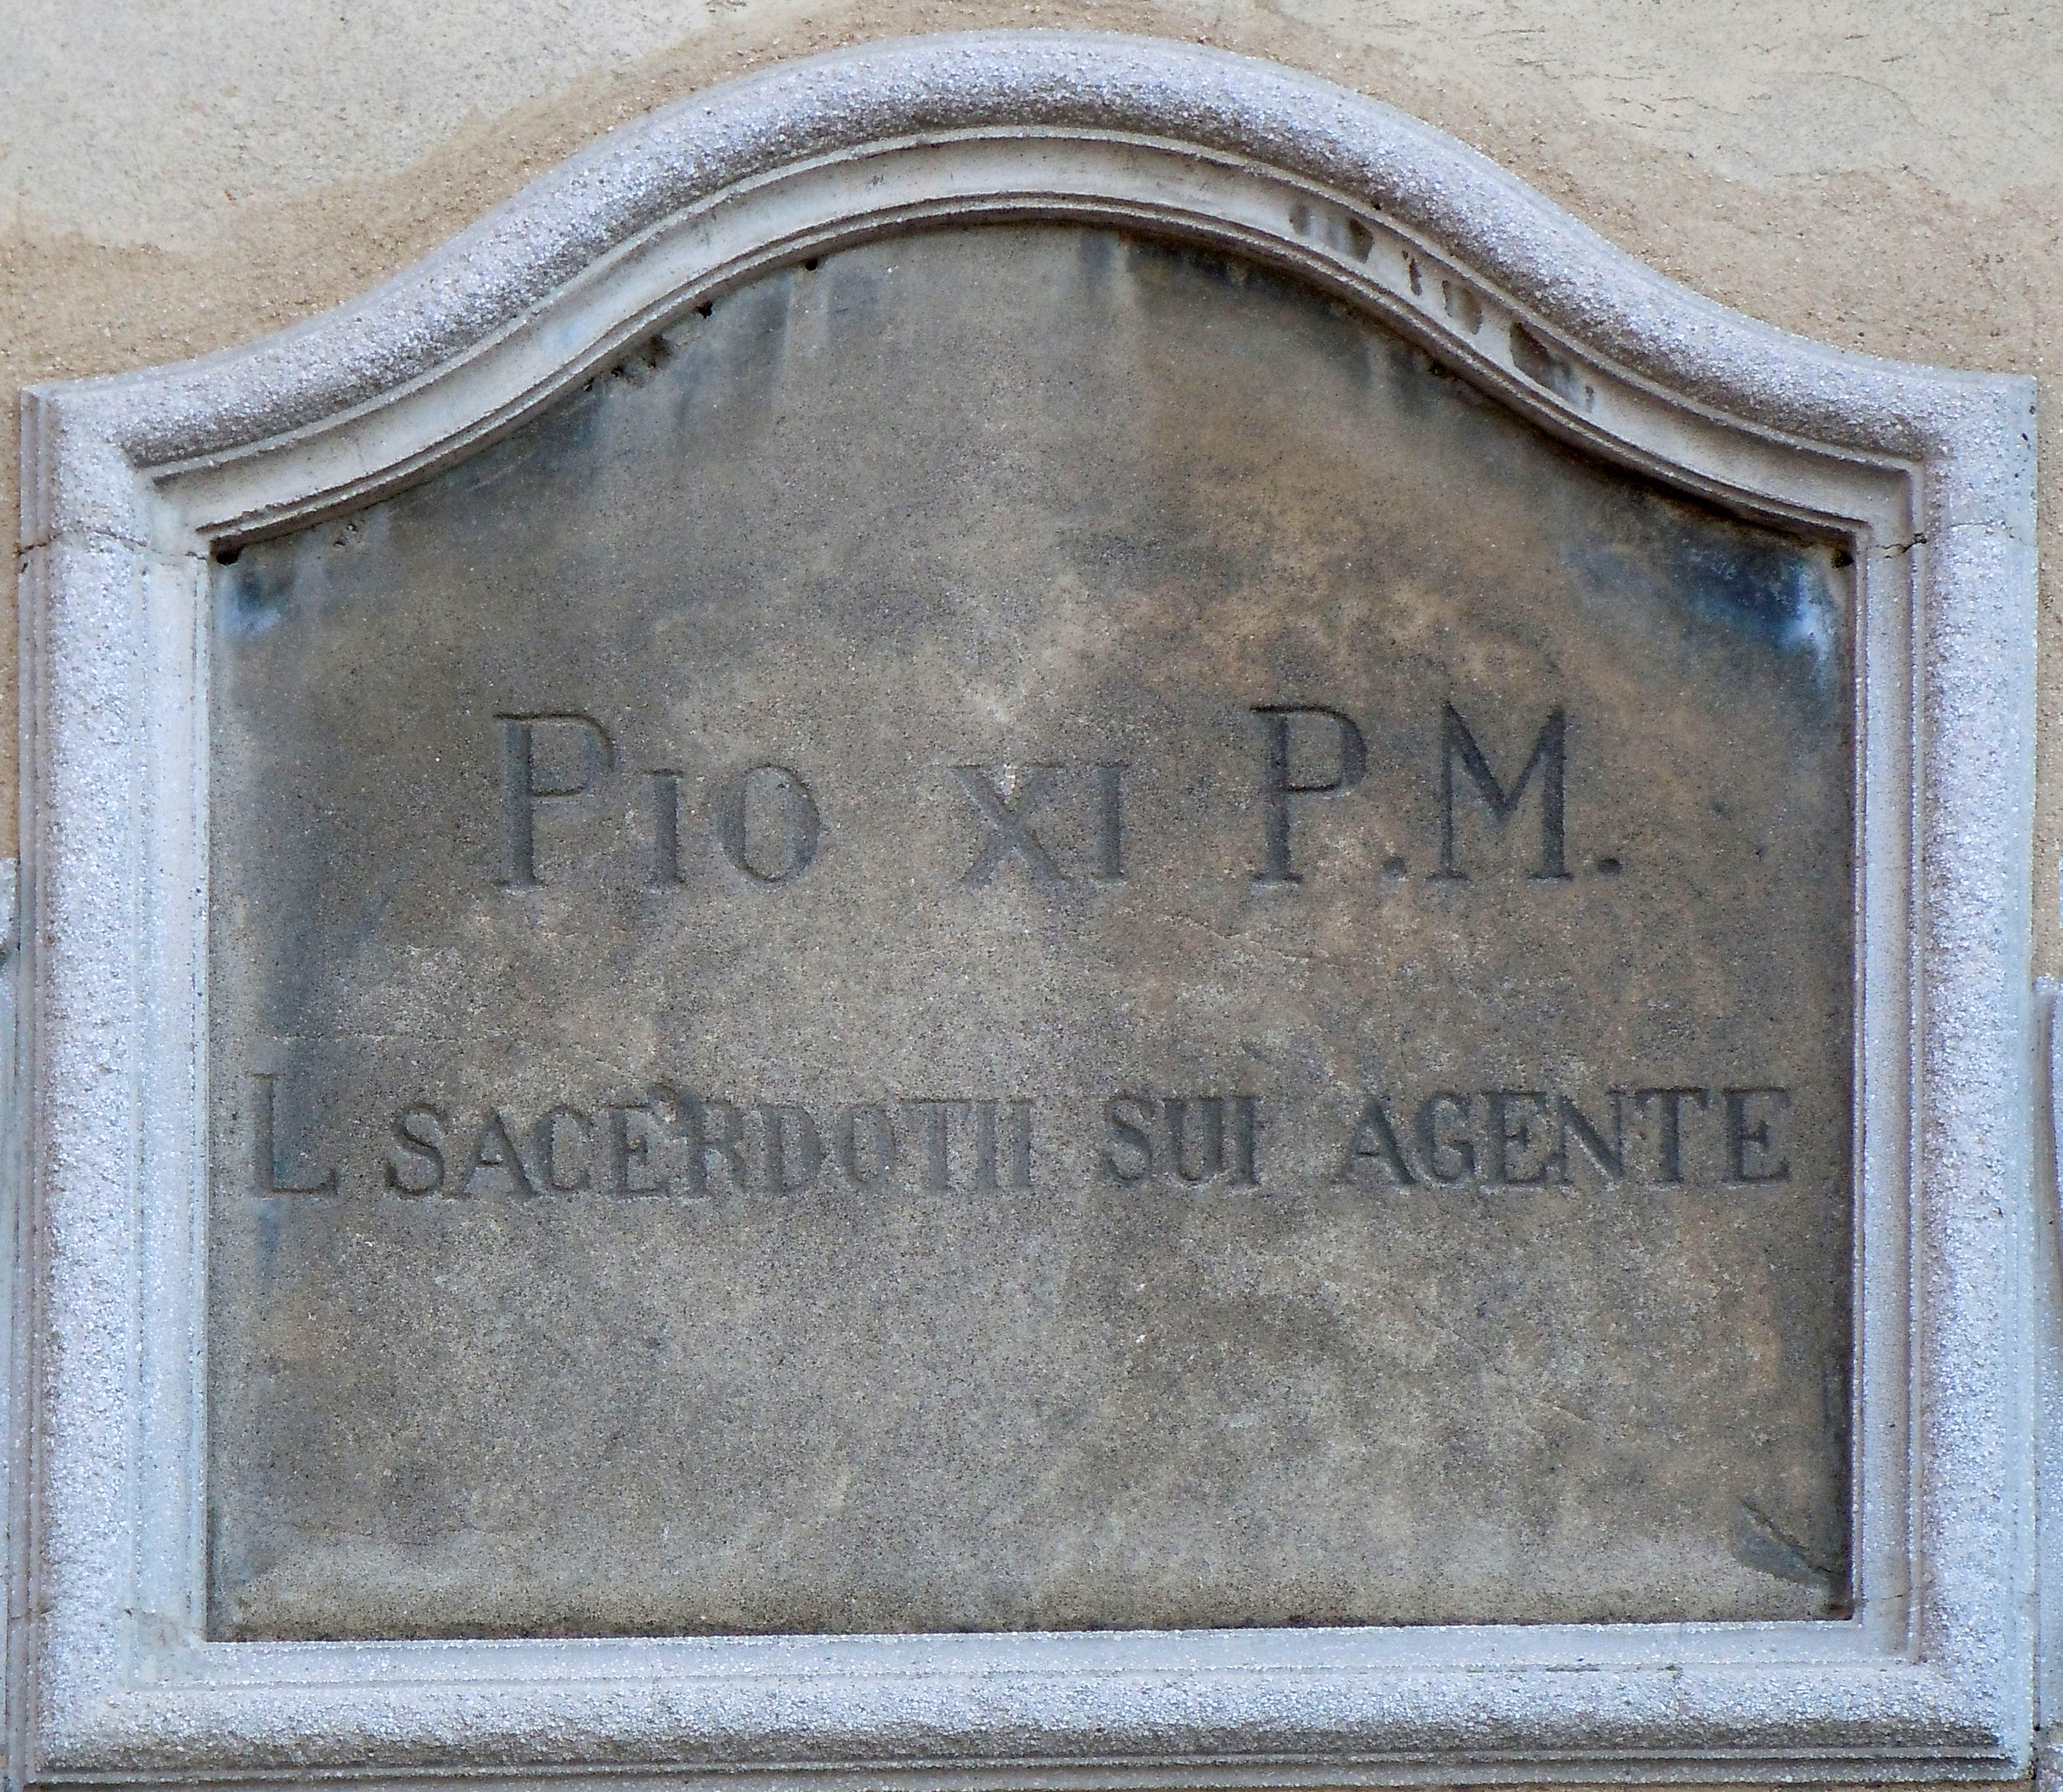 PIO XI P.M.
L SACERDOTII SUI AGENTE